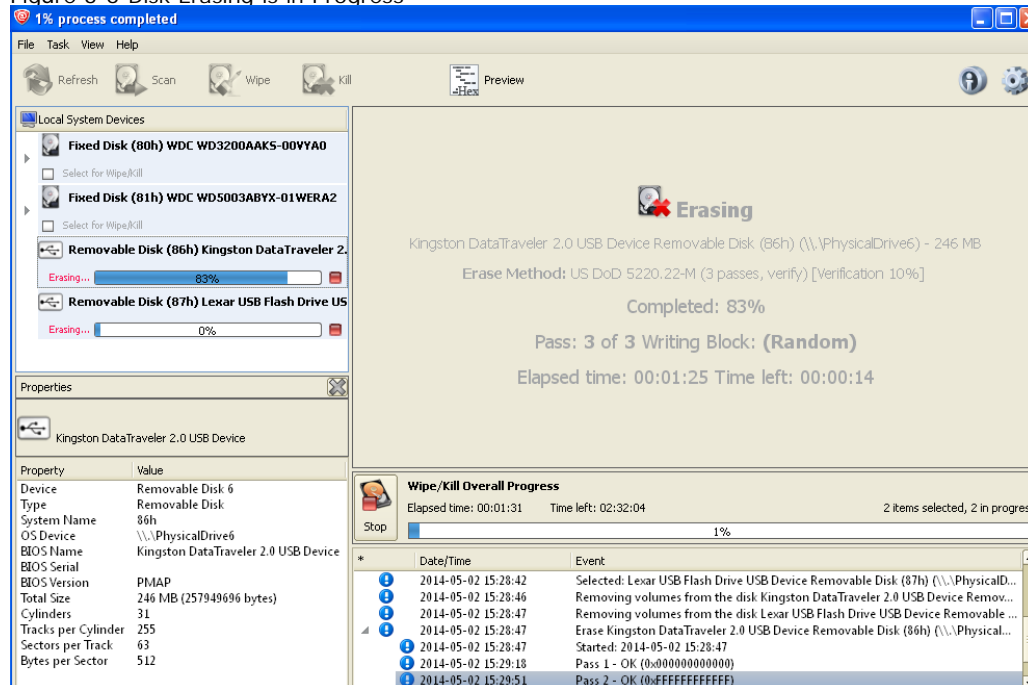 Figure 3-3 Disk Erasing is in Progress
1% process completed
File Task View Help
Refresh Scan Wipe Kill Preview
Local System Devices
Fixed Disk (80h) WDC WD3200AAKS-00VYA0
Select for Wipe/Kill
Fixed Disk (81h) WDC WD5003ABYX-01WERA2
Select for Wipe/Kill
Removable Disk (86h) Kingston DataTraveler 2.
Erasing... 83%
Removable Disk (87h) Lexar USB Flash Drive US
Erasing... 0%
Erasing
Kingston DataTraveler 2.0 USB Device Removable Disk (86h) (\\.\PhysicalDrive6) - 246 MB
Erase Method: US DoD 5220.22-M (3 passes, verify) [Verification 10%]
Completed: 83%
Pass: 3 of 3 Writing Block: (Random)
Elapsed time: 00:01:25 Time left: 00:00:14
Properties
Kingston DataTraveler 2.0 USB Device
Property Value
Device Removable Disk 6
Type Removable Disk
System Name 86h
OS Device \\.\PhysicalDrive6
BIOS Name Kingston DataTraveler 2.0 USB Device
BIOS Serial
BIOS Version PMAP
Total Size 246 MB (257949696 bytes)
Cylinders 31
Tracks per Cylinder 255
Sectors per Track 63
Bytes per Sector 512
Stop
Wipe/Kill Overall Progress
Elapsed time: 00:01:31 Time left: 02:32:04 2 items selected, 2 in progres
1%
* Date/Time Event
2014-05-02 15:28:42 Selected: Lexar USB Flash Drive USB Device Removable Disk (87h) (\\.\PhysicalD...
2014-05-02 15:28:46 Removing volumes from the disk Kingston DataTraveler 2.0 USB Device Remov...
2014-05-02 15:28:47 Removing volumes from the disk Lexar USB Flash Drive USB Device Removable ...
2014-05-02 15:28:47 Erase Kingston DataTraveler 2.0 USB Device Removable Disk (86h) (\\.\Physical...
2014-05-02 15:28:47 Started: 2014-05-02 15:28:47
2014-05-02 15:29:18 Pass 1 - OK (0x000000000000)
2014-05-02 15:29:51 Pass 2 - OK (0xFFFFFFFFFFFF)